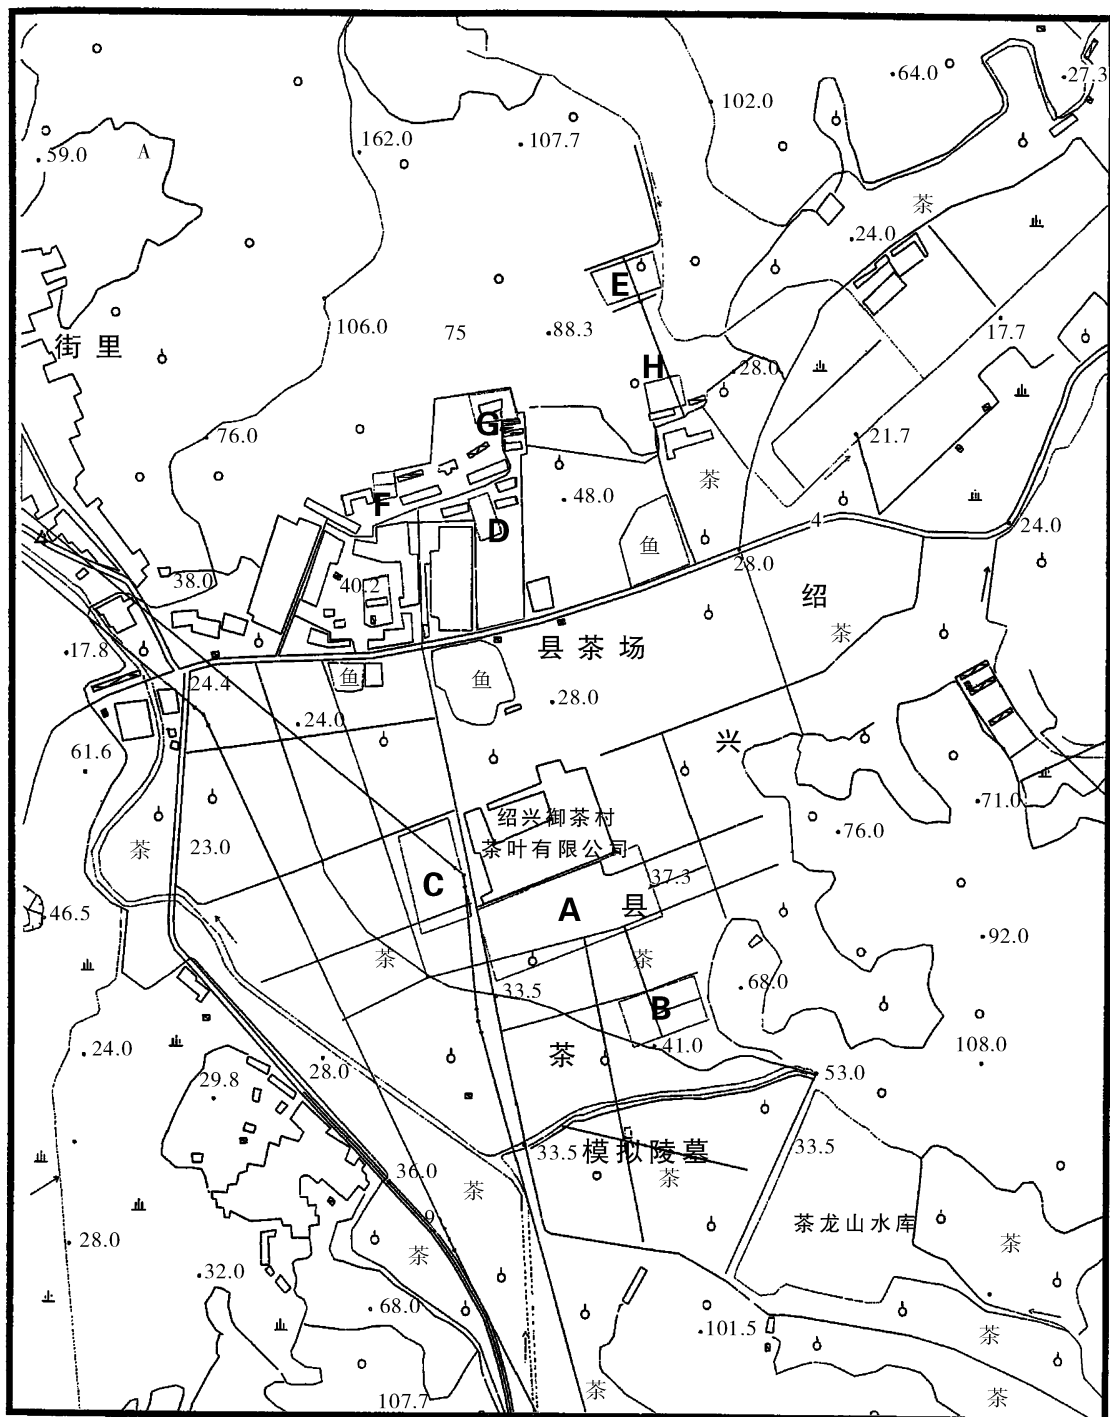 64.0
27.3
102.0
162.0
107.7
59.0
A
茶
24.0
E
106.0
75
88.3
17.7
街里
H
28.0
G
76.0
21.7
茶
F
48.0
D
4
24.0
鱼
28.0
38.0
40.2
绍
茶
17.8
县茶场
24.4
鱼
鱼
28.0
24.0
兴
61.6
71.0
绍兴御茶村
76.0
茶叶有限公司
茶
23.0
37.3
C
A
县
46.5
92.0
茶
茶
68.0
33.5
B
24.0
茶
41.0
108.0
28.0
53.0
29.8
33.5
模拟陵墓
33.5
36.0
茶
茶
9
茶龙山水库
28.0
茶
茶
32.0
68.0
101.5
茶
107.7
茶
茶